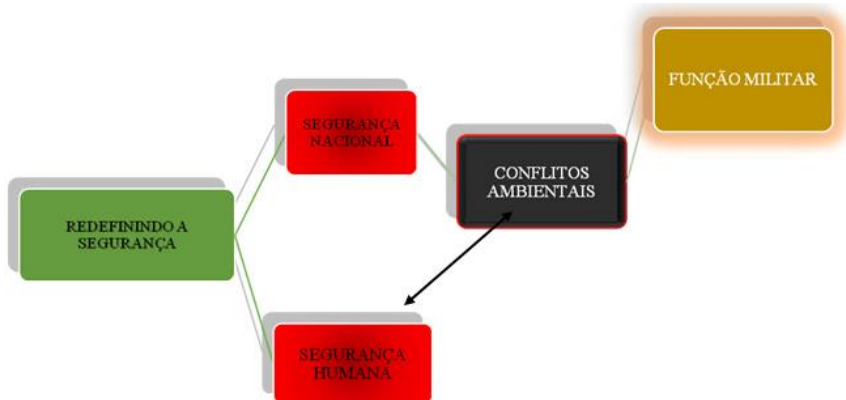 REDEFININDO A
SEGURANÇA
SEGURANÇA
NACIONAL
SEGURANÇA
HUMANA
CONFLITOS
AMBIENTAIS
FUNÇÃO MILITAR